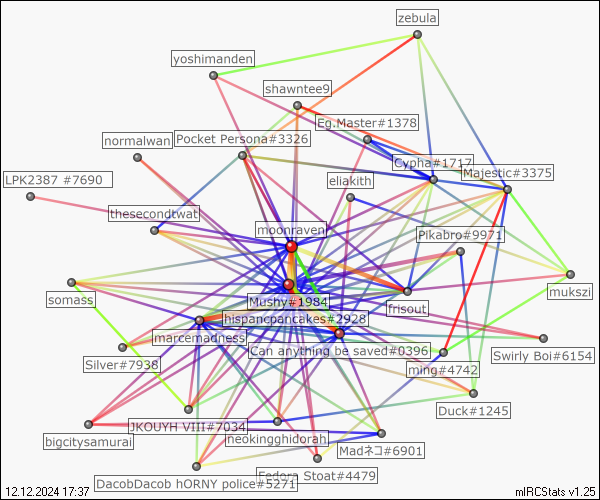 zebula
yoshimanden
shawntee9
Eg.Master#1378
normalwan
Pocket Persona#3326
Cypha#1717
Majestic#3375
LPK2387 #7690
eliakith
thesecondtwat
moonraven
Pikabro#9971
mukszi
somass
Mushy#1984
frisout
hispancpancakes#2928
marcemadness
Can anything be saved#0396
Swirly Boi#6154
Silver#7938
ming#4742
Duck#1245
JKOUYH VIII#7034
bigcitysamurai
neokingghidorah
Madネコ#6901
Fedora Stoat#4479
DacobDacob hORNY police#5271
12.12.2024 17:37
mIRCStats v1.25